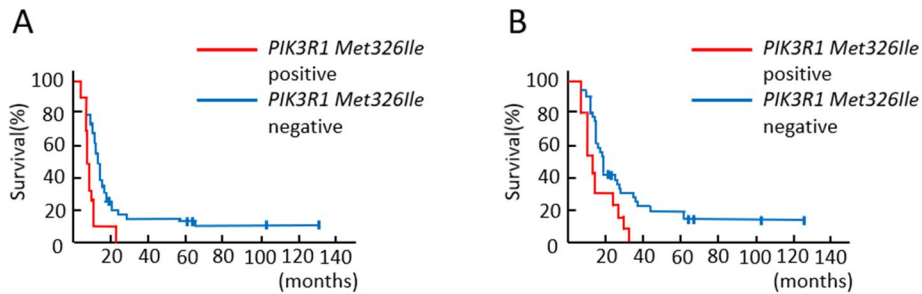 A
PIK3R1 Met326Ile
positive
PIK3R1 Met326Ile
negative
Survival(%)
100
80
60
40
20
0
20 40 60 80 100 120 140
(months)
B
PIK3R1 Met326Ile
positive
PIK3R1 Met326Ile
negative
Survival(%)
100
80
60
40
20
0
20 40 60 80 100 120 140
(months)